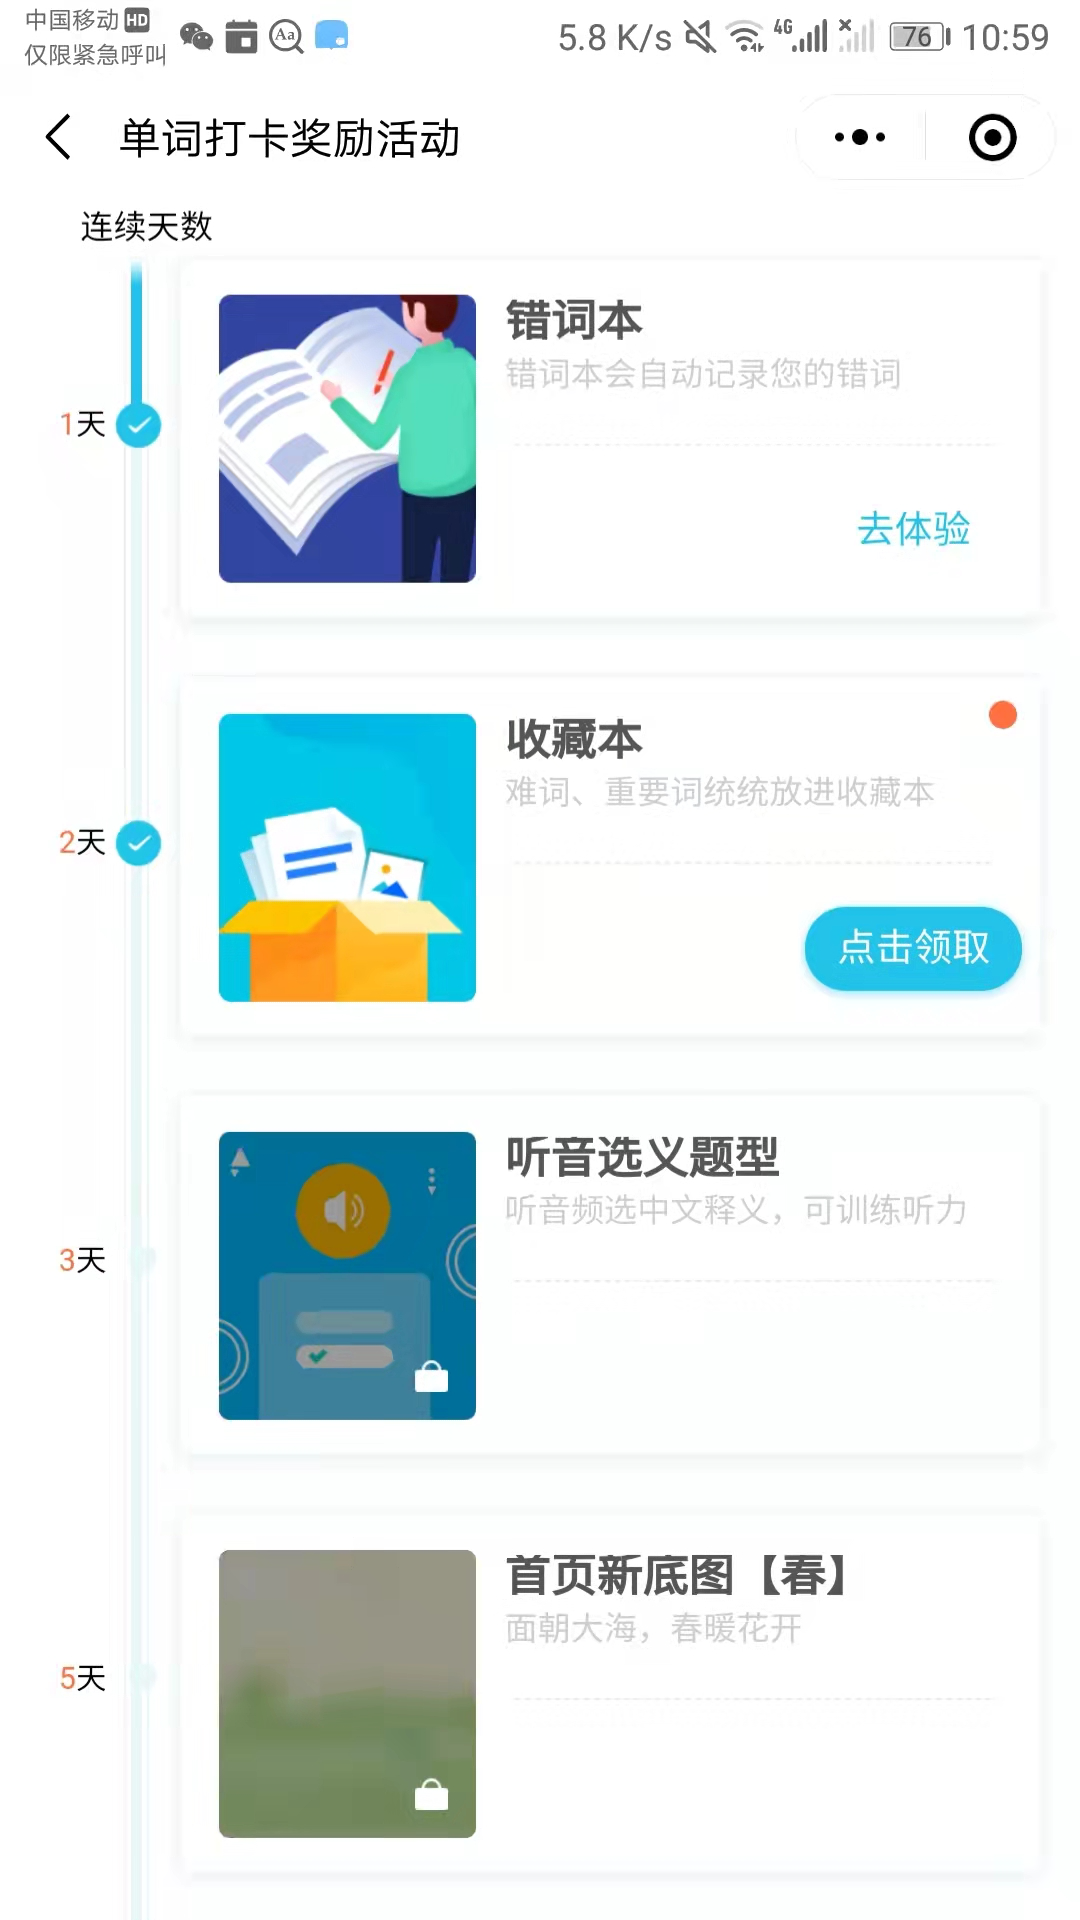 中国移动 HD
仅限紧急呼叫
Aa
5.8 K/s 4G 76 10:59
单词打卡奖励活动
连续天数
错词本
错词本会自动记录您的错词
1天
去体验
收藏本
难词、重要词统统放进收藏本
2天
点击领取
听音选义题型
听音频选中文释义，可训练听力
3天
首页新底图【春】
面朝大海，春暖花开
5天